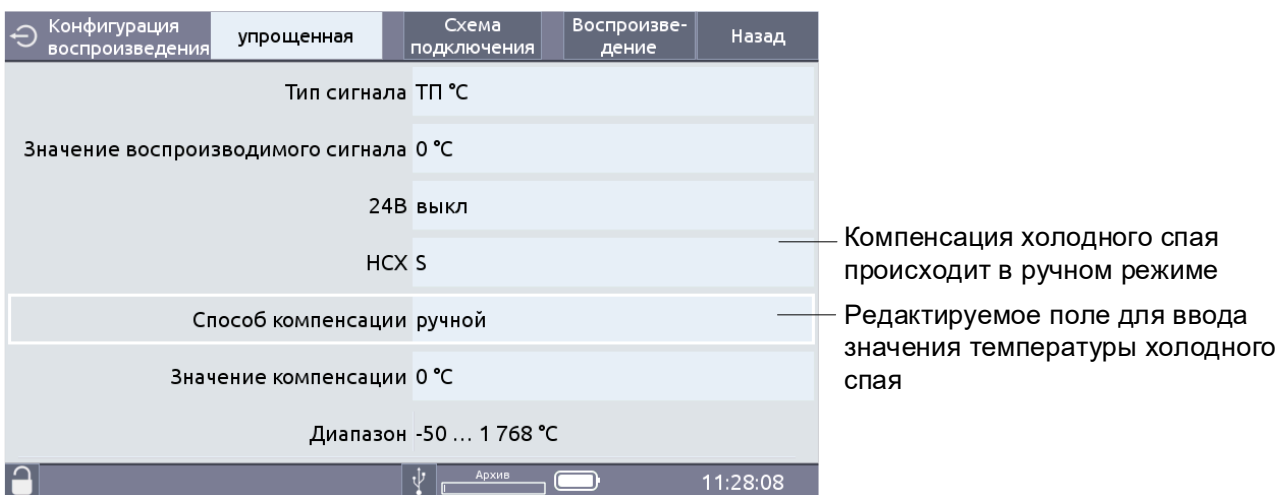 Конфигурация воспроизведения
упрощенная
Схема подключения
Воспроизве-
дение
Назад
Тип сигнала ТП °C
Значение воспроизводимого сигнала 0 °C
24В выкл
НСХ S
Способ компенсации ручной
Значение компенсации 0 °C
Диапазон -50 … 1 768 °C
Архив
11:28:08
Компенсация холодного спая
происходит в ручном режиме
Редактируемое поле для ввода
значения температуры холодного
спая